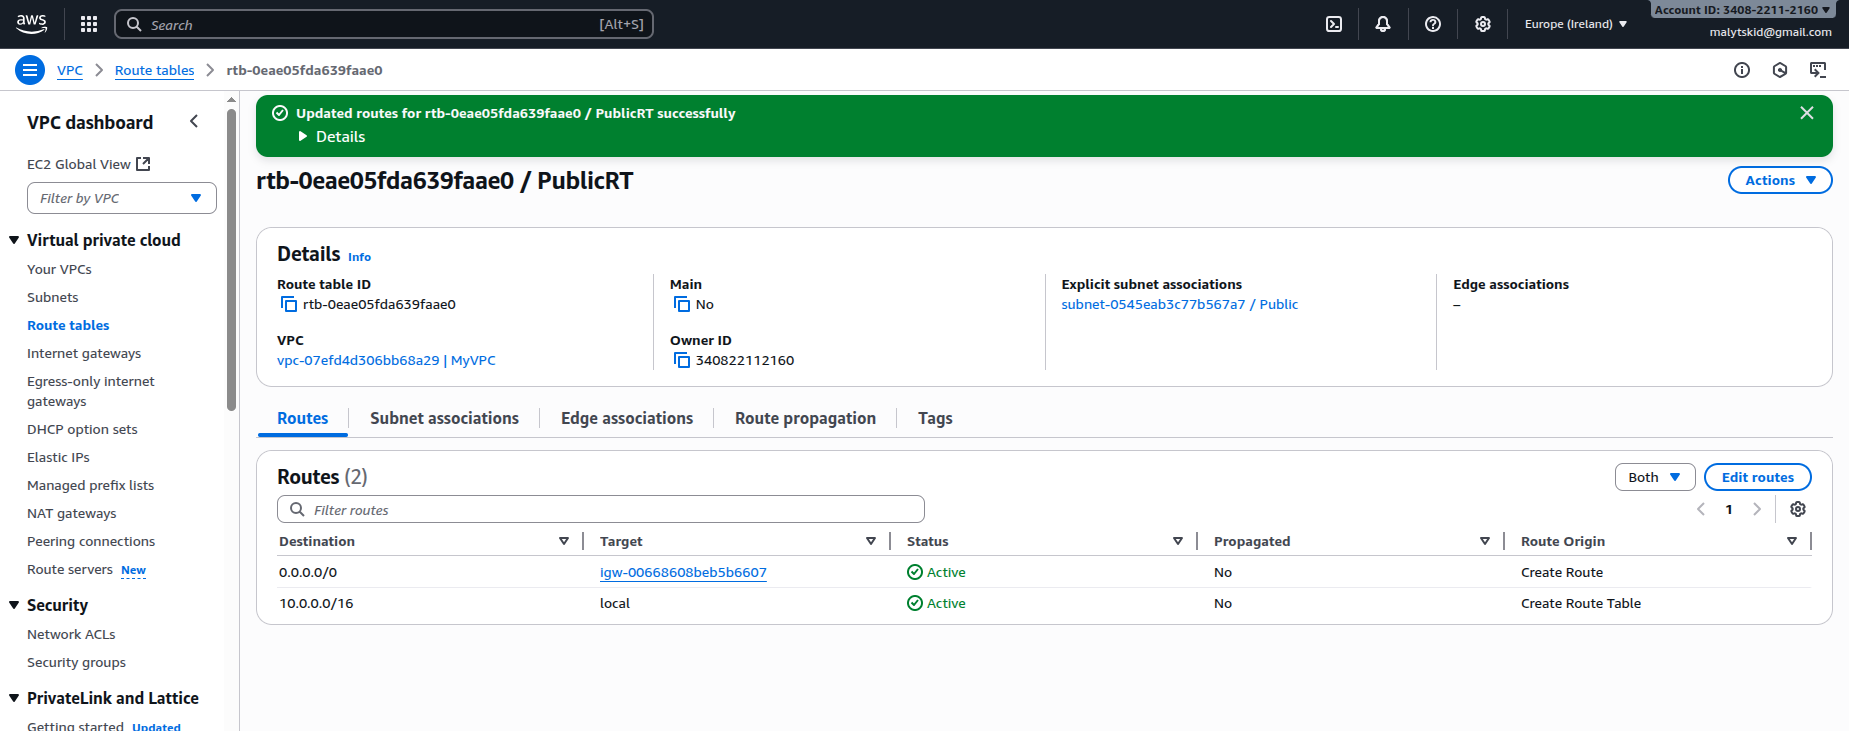 aws
Search [Alt+S]
Europe (Ireland)
Account ID: 3408-2211-2160
malytskid@gmail.com
VPC Route tables rtb-0eae05fda639faae0
VPC dashboard
EC2 Global View
Filter by VPC
Virtual private cloud
Your VPCs
Subnets
Route tables
Internet gateways
Egress-only internet
gateways
DHCP option sets
Elastic IPs
Managed prefix lists
NAT gateways
Peering connections
Route servers New
Security
Network ACLs
Security groups
PrivateLink and Lattice
Getting started Updated
Updated routes for rtb-0eae05fda639faae0 / PublicRT successfully
Details
rtb-0eae05fda639faae0 / PublicRT
Actions
Details Info
Route table ID
rtb-0eae05fda639faae0
Main
No
Explicit subnet associations
subnet-0545eab3c77b567a7 / Public
Edge associations
–
VPC
vpc-07efd4d306bb68a29 | MyVPC
Owner ID
340822112160
Routes Subnet associations Edge associations Route propagation Tags
Routes (2)
Both Edit routes
Filter routes
1
Destination Target Status Propagated Route Origin
0.0.0.0/0 igw-00668608beb5b6607 Active No Create Route
10.0.0.0/16 local Active No Create Route Table